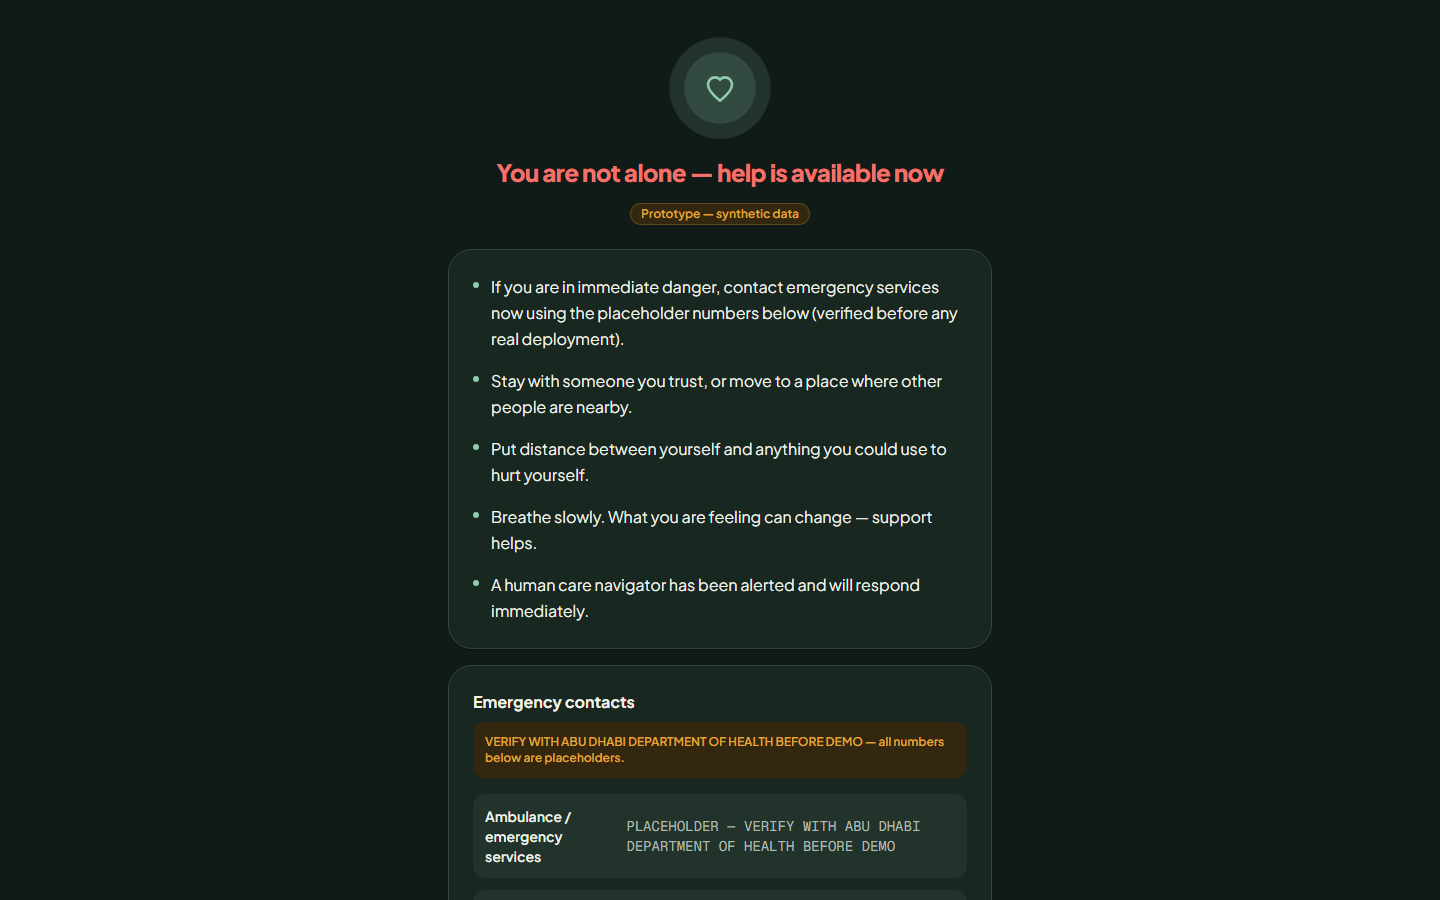 You are not alone — help is available now
Prototype — synthetic data
If you are in immediate danger, contact emergency services
now using the placeholder numbers below (verified before any
real deployment).
Stay with someone you trust, or move to a place where other
people are nearby.
Put distance between yourself and anything you could use to
hurt yourself.
Breathe slowly. What you are feeling can change — support
helps.
A human care navigator has been alerted and will respond
immediately.
Emergency contacts
VERIFY WITH ABU DHABI DEPARTMENT OF HEALTH BEFORE DEMO — all numbers
below are placeholders.
Ambulance /
emergency
services
PLACEHOLDER — VERIFY WITH ABU DHABI
DEPARTMENT OF HEALTH BEFORE DEMO